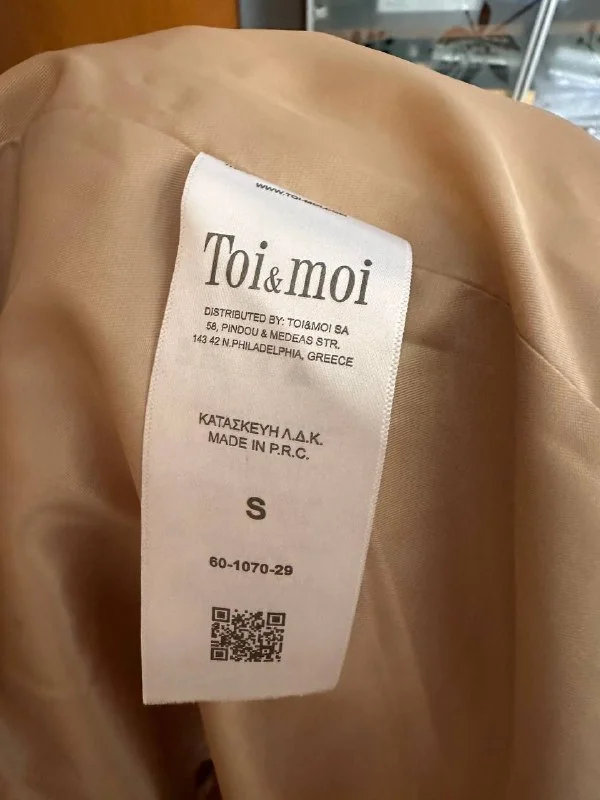 Toi&moi
DISTRIBUTED BY: TOI&MOI SA
58, PINDOU & MEDEAS STR.
143 42 N.PHILADELPHIA, GREECE
ΚΑΤΑΣΚΕΥΗ Λ.Δ.Κ.
MADE IN P.R.C.
S
60-1070-29